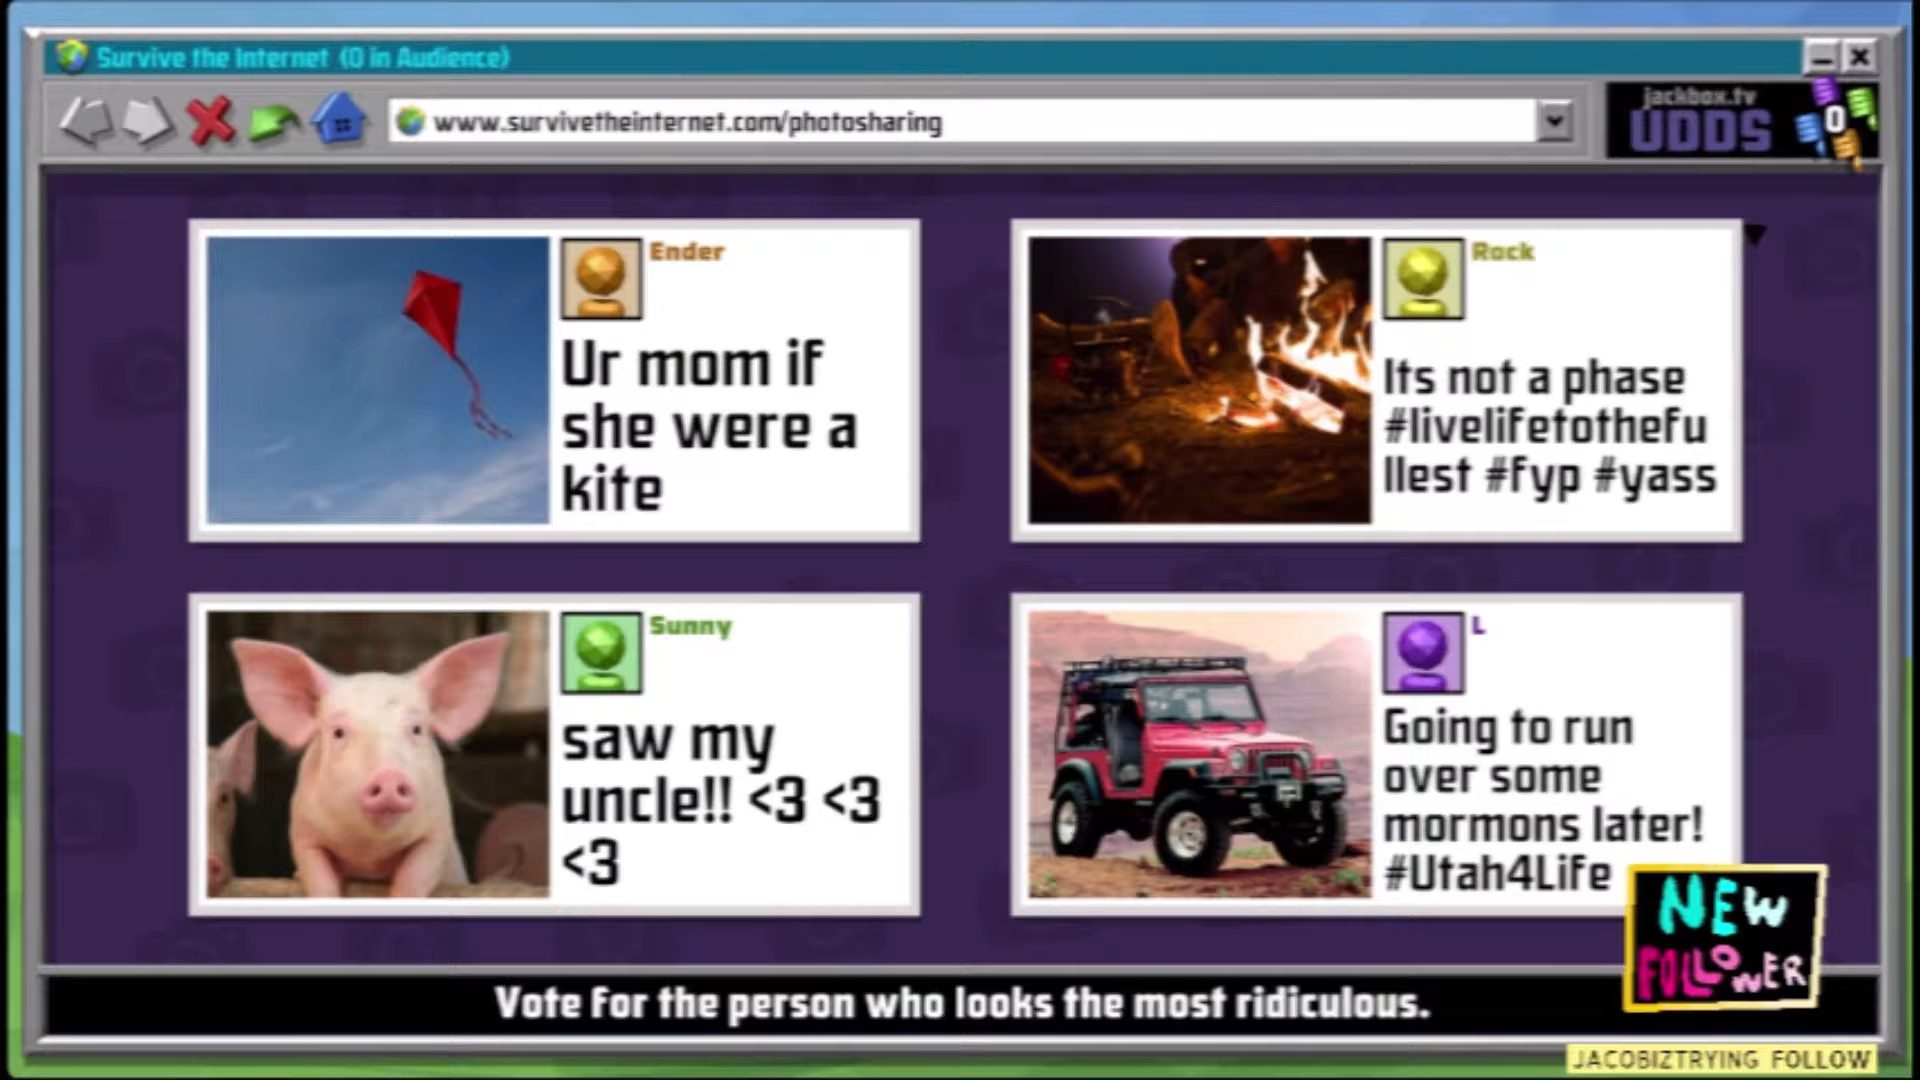 Survive the Internet (0 in Audience)
www.survivetheinternet.com/photosharing
jackbox.tv
UDDS
0
Ender
Ur mom if
she were a
kite
Rock
Its not a phase
#livelifetothefu
llest #fyp #yass
Sunny
saw my
uncle!! <3 <3
<3
L
Going to run
over some
mormons later!
#Utah4Life
NEW
FOLLOWER
Vote for the person who looks the most ridiculous.
JACOBIZTRYING FOLLOW